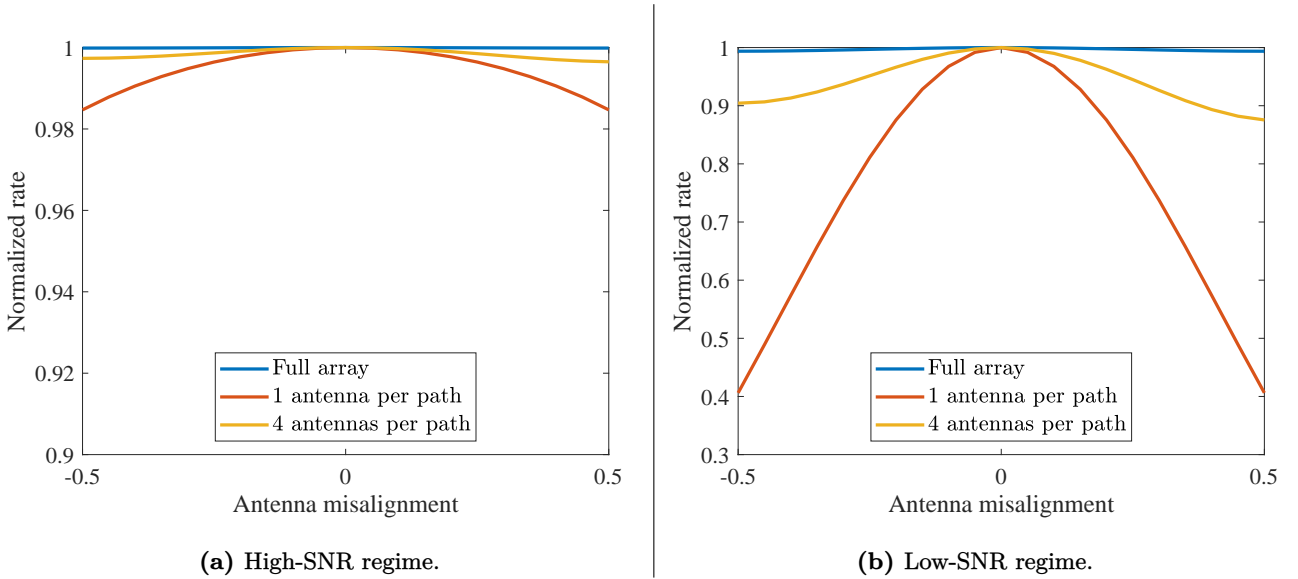 1
0.98
0.96
0.94
0.92
0.9
-0.5
0
0.5
Normalized rate
Antenna misalignment
Full array
1 antenna per path
4 antennas per path
(a) High-SNR regime.
1
0.9
0.8
0.7
0.6
0.5
0.4
0.3
-0.5
0
0.5
Normalized rate
Antenna misalignment
Full array
1 antenna per path
4 antennas per path
(b) Low-SNR regime.